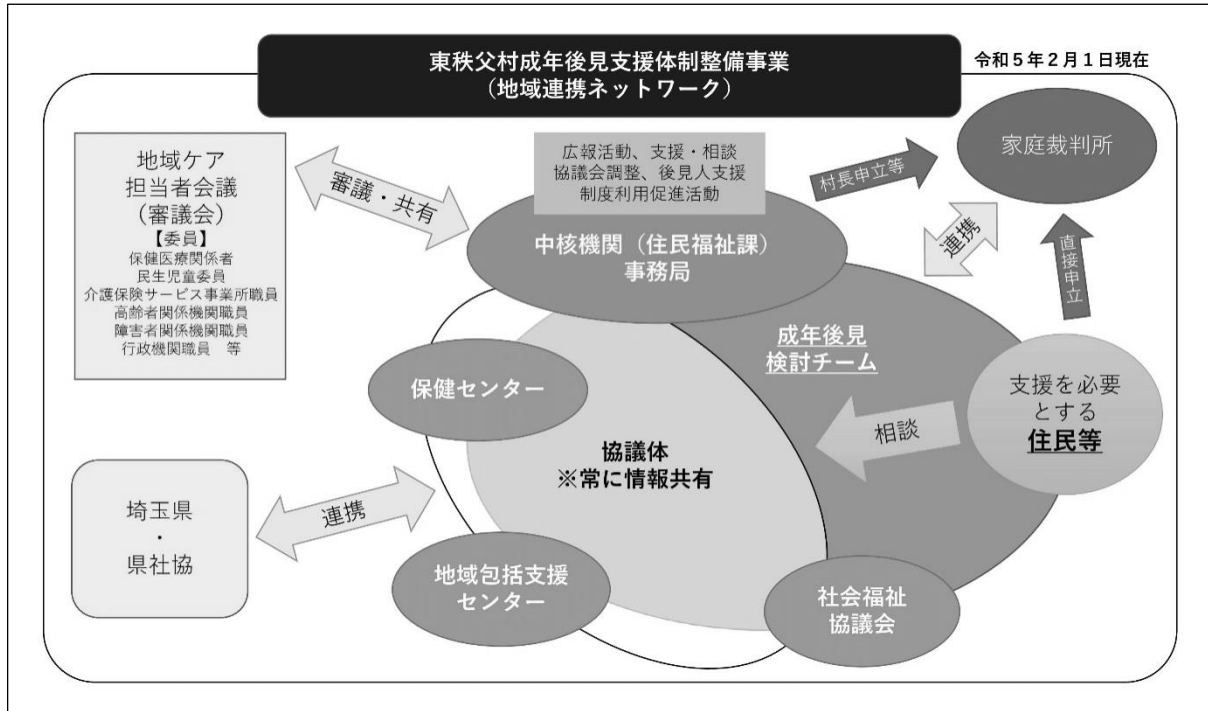 東秩父村成年後見支援体制整備事業
(地域連携ネットワーク)
令和5年2月1日現在
地域ケア
担当者会議
(審議会)
【委員】
保健医療関係者
民生児童委員
介護保険サービス事業所職員
高齢者関係機関職員
障害者関係機関職員
行政機関職員 等
審議・共有
広報活動、支援・相談
協議会調整、後見人支援
制度利用促進活動
中核機関(住民福祉課)
事務局
村長申立等
家庭裁判所
連携
直接申立
成年後見
検討チーム
支援を必要
とする
住民等
相談
保健センター
協議体
※常に情報共有
埼玉県
・
県社協
連携
地域包括支援
センター
社会福祉
協議会